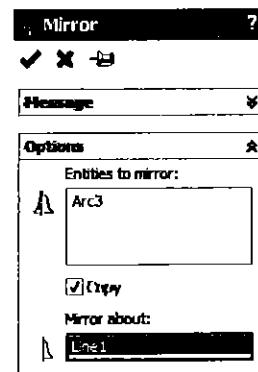 Mirror ?
Message
Options
Entities to mirror:
Arc3
Copy
Mirror about:
Line1